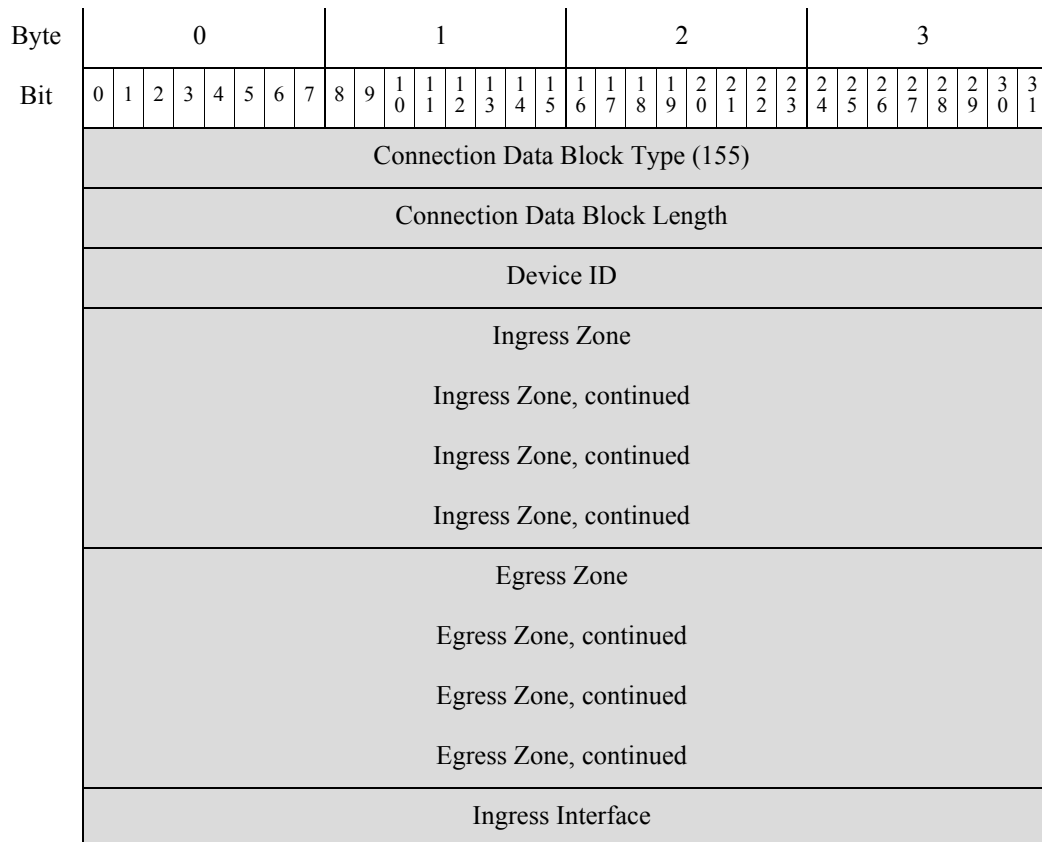 Byte 0 1 2 3
Bit 0 1 2 3 4 5 6 7 8 9 10 11 12 13 14 15 16 17 18 19 20 21 22 23 24 25 26 27 28 29 30 31
Connection Data Block Type (155)
Connection Data Block Length
Device ID
Ingress Zone
Ingress Zone, continued
Ingress Zone, continued
Ingress Zone, continued
Egress Zone
Egress Zone, continued
Egress Zone, continued
Egress Zone, continued
Ingress Interface